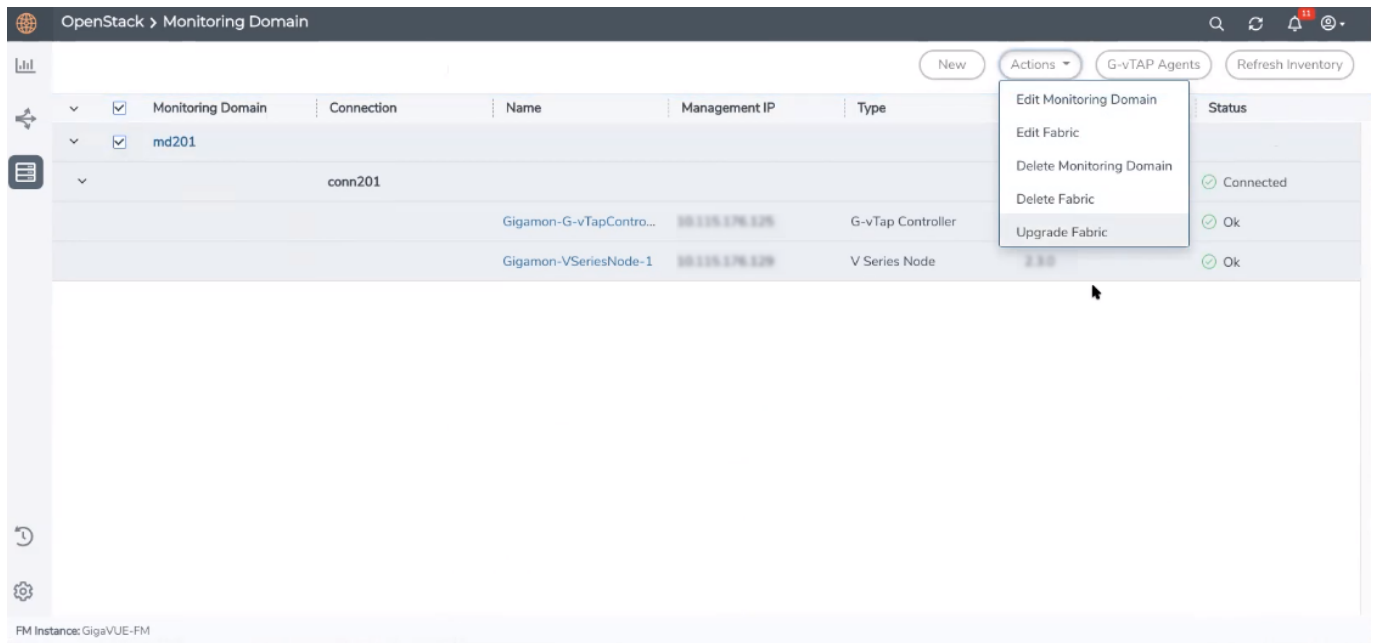 OpenStack > Monitoring Domain
11
New
Actions
G-vTAP Agents
Refresh Inventory
Monitoring Domain
Connection
Name
Management IP
Type
Status
Edit Monitoring Domain
Edit Fabric
Delete Monitoring Domain
Delete Fabric
Upgrade Fabric
md201
conn201
Connected
Gigamon-G-vTapContro...
G-vTap Controller
Ok
Gigamon-VSeriesNode-1
V Series Node
Ok
FM Instance: GigaVUE-FM